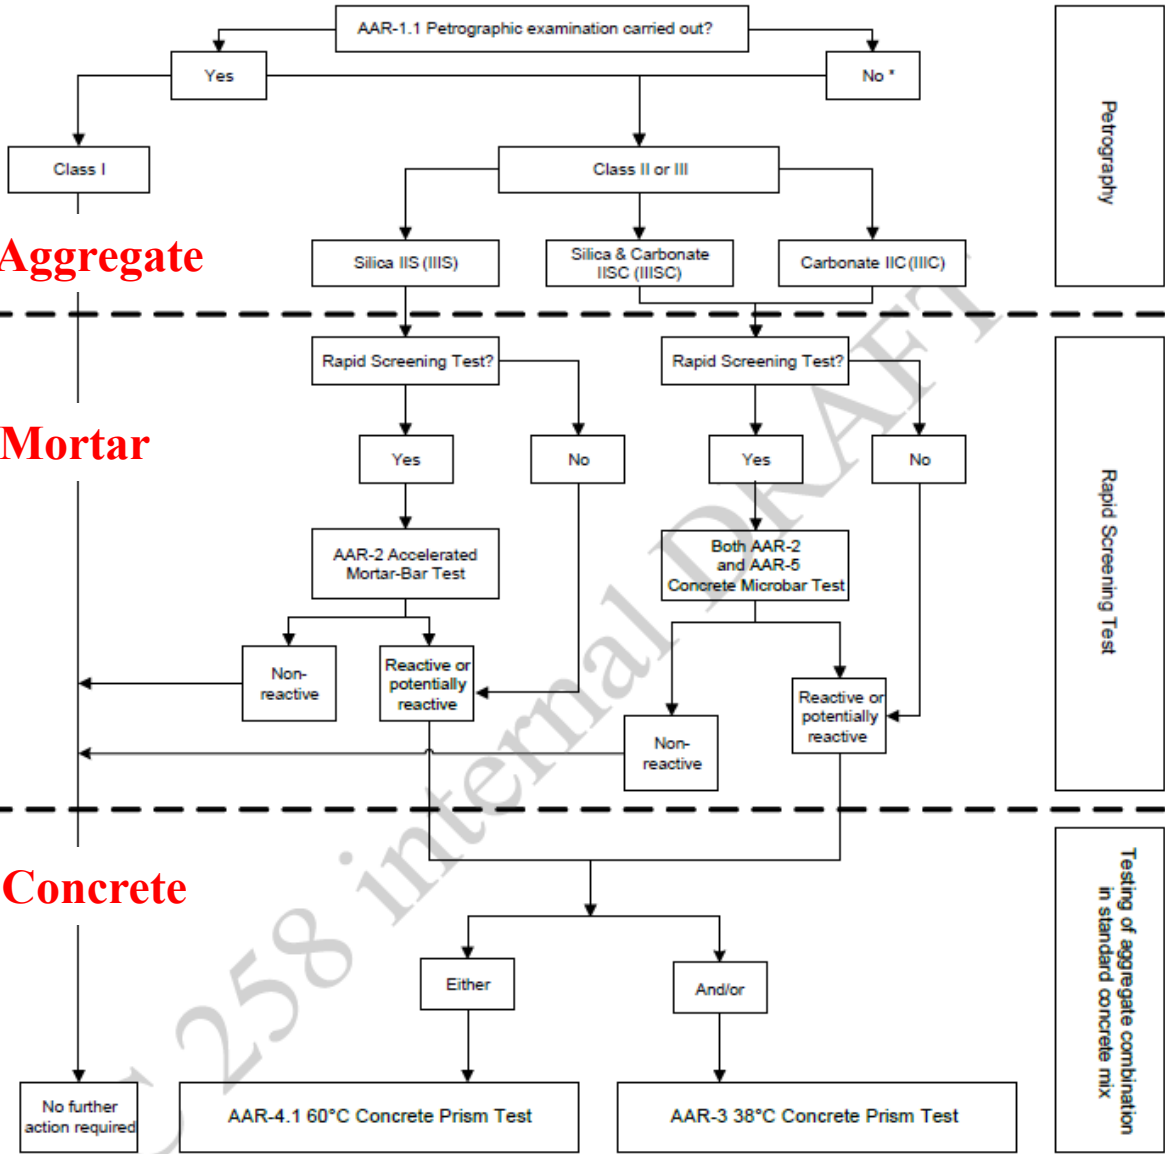 AAR-1.1 Petrographic examination carried out?
Yes
No *
Class I
Class II or III
Petrography
Aggregate
Silica IIS (IIIS)
Silica & Carbonate
IISC (IIISC)
Carbonate IIC (IIIC)
Rapid Screening Test?
Rapid Screening Test?
Mortar
Yes
No
Yes
No
Rapid Screening Test
AAR-2 Accelerated
Mortar-Bar Test
Both AAR-2
and AAR-5
Concrete Microbar Test
Non-
reactive
Reactive or
potentially
reactive
Non-
reactive
Reactive or
potentially
reactive
Concrete
Testing of aggregate combination
in standard concrete mix
Either
And/or
No further
action required
AAR-4.1 60°C Concrete Prism Test
AAR-3 38°C Concrete Prism Test
C 258 internal DRAFT